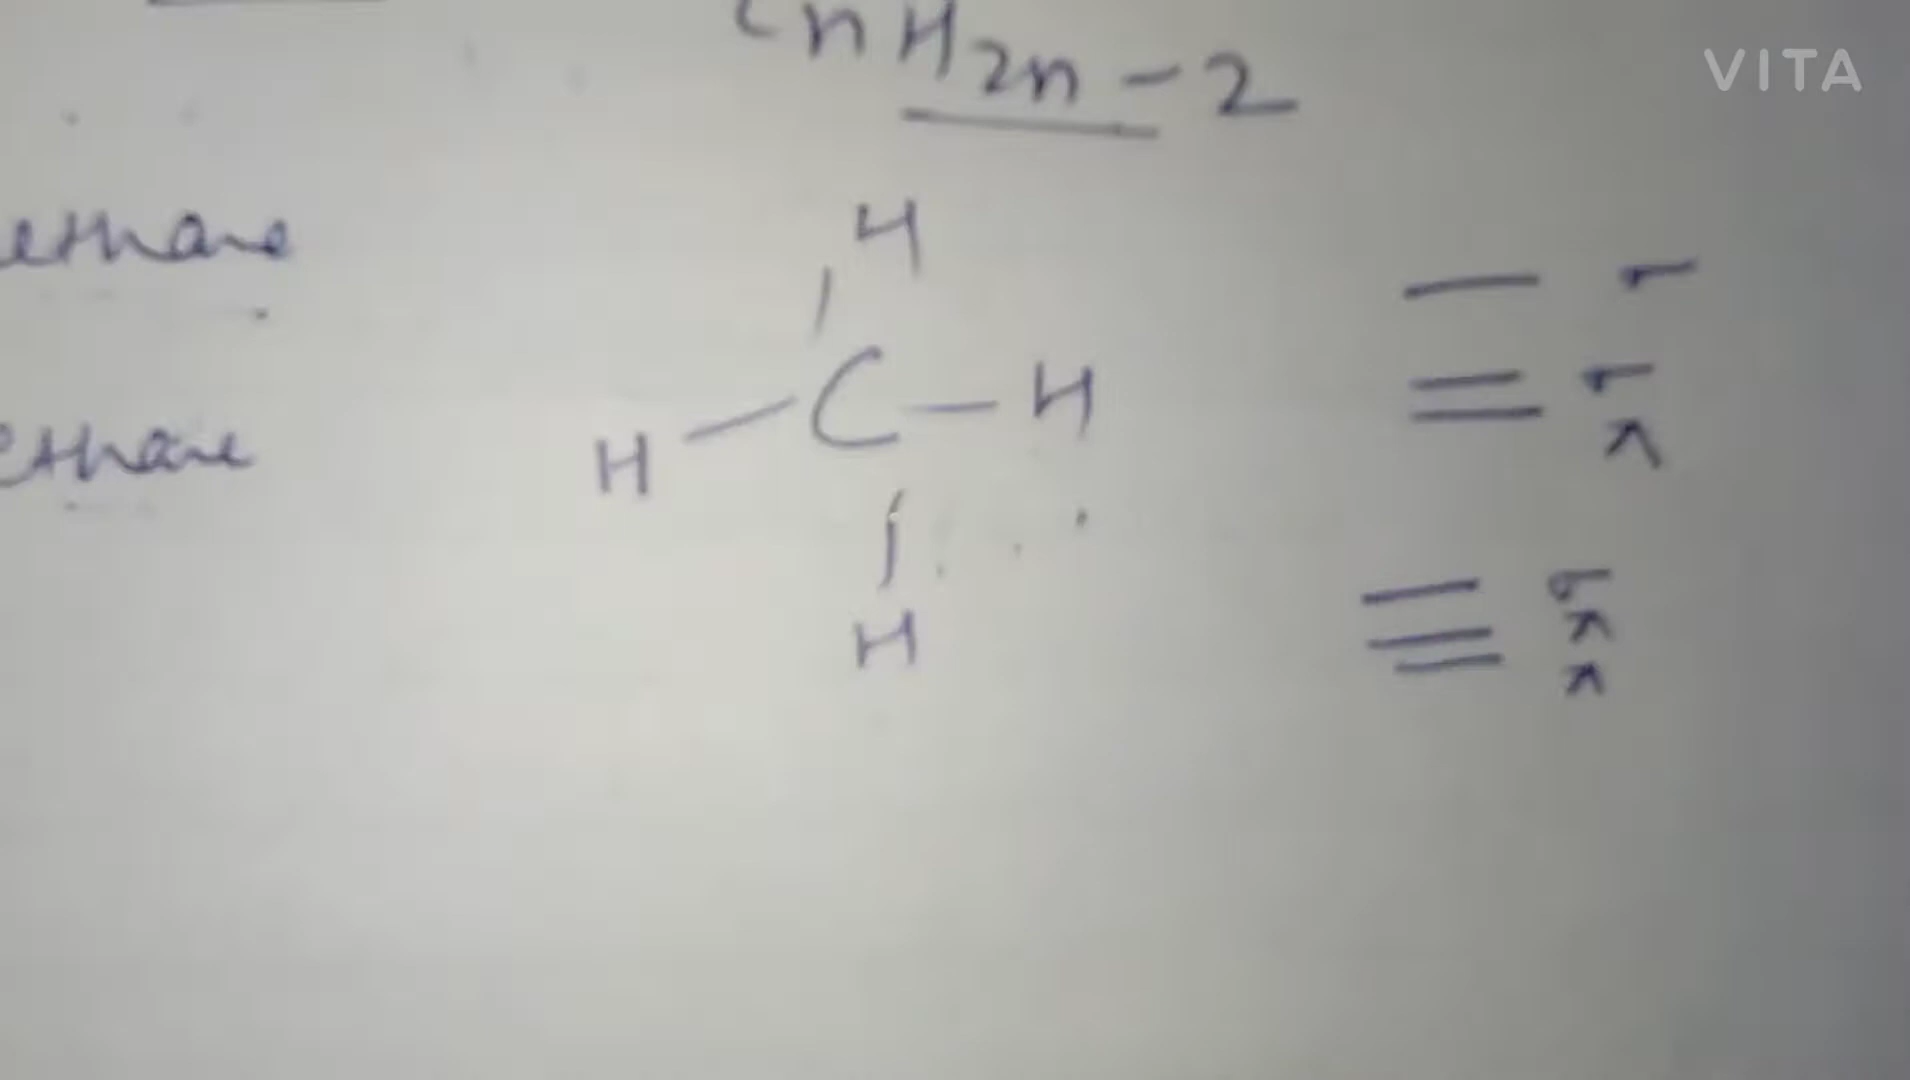 CnH2n-2
VITA
ethane
H
— σ
H — C — H
= σ
π
ethane
H
≡ σ
π
π